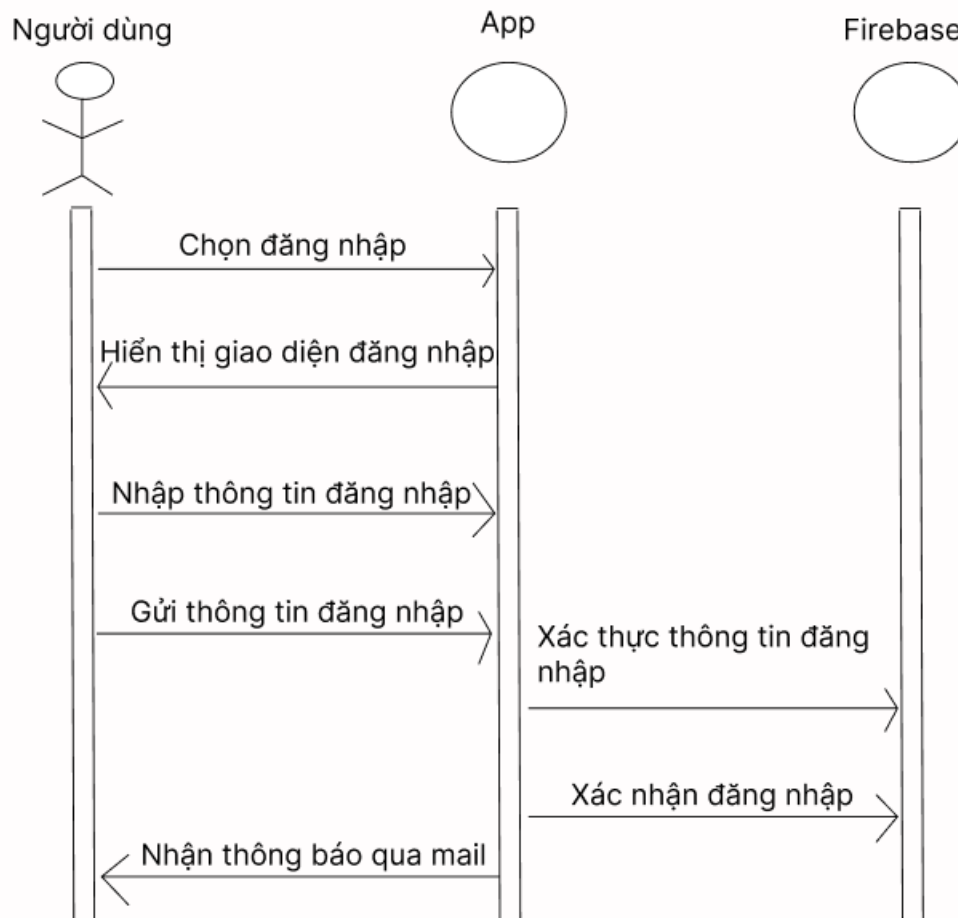 Người dùng
App
Firebase
Chọn đăng nhập
Hiển thị giao diện đăng nhập
Nhập thông tin đăng nhập
Gửi thông tin đăng nhập
Xác thực thông tin đăng
nhập
Xác nhận đăng nhập
Nhận thông báo qua mail